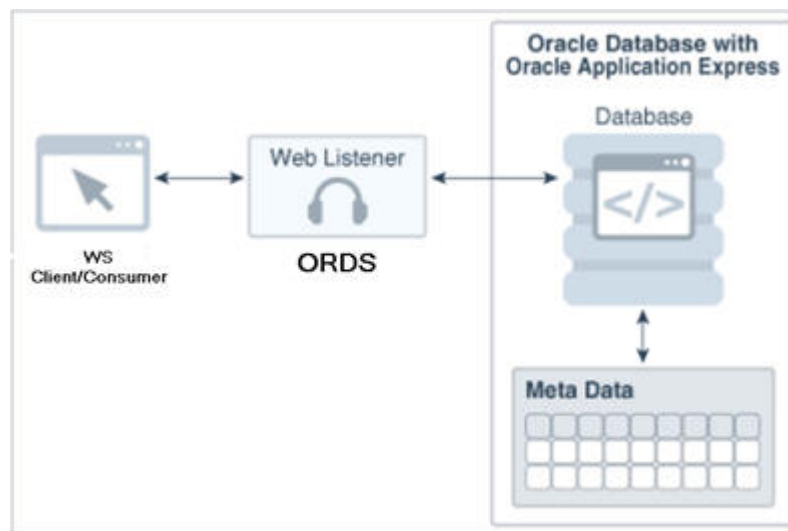 Oracle Database with
Oracle Application Express
Database
</>
Web Listener
ORDS
WS
Client/Consumer
Meta Data